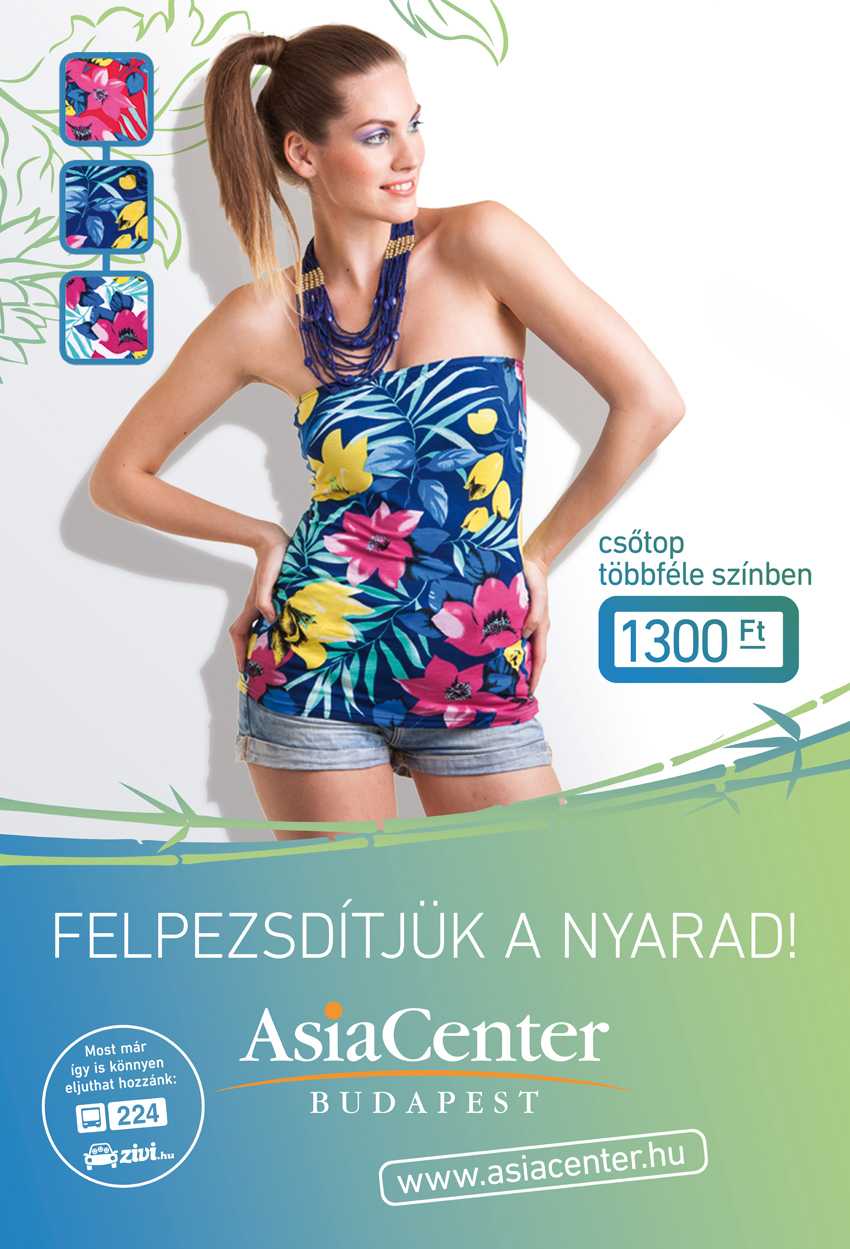 csőtop
többféle színben
1300 Ft
FELPEZSDÍTJÜK A NYARAD!
AsiaCenter
BUDAPEST
Most már
így is könnyen
eljuthat hozzánk:
224
zivi.hu
www.asiacenter.hu